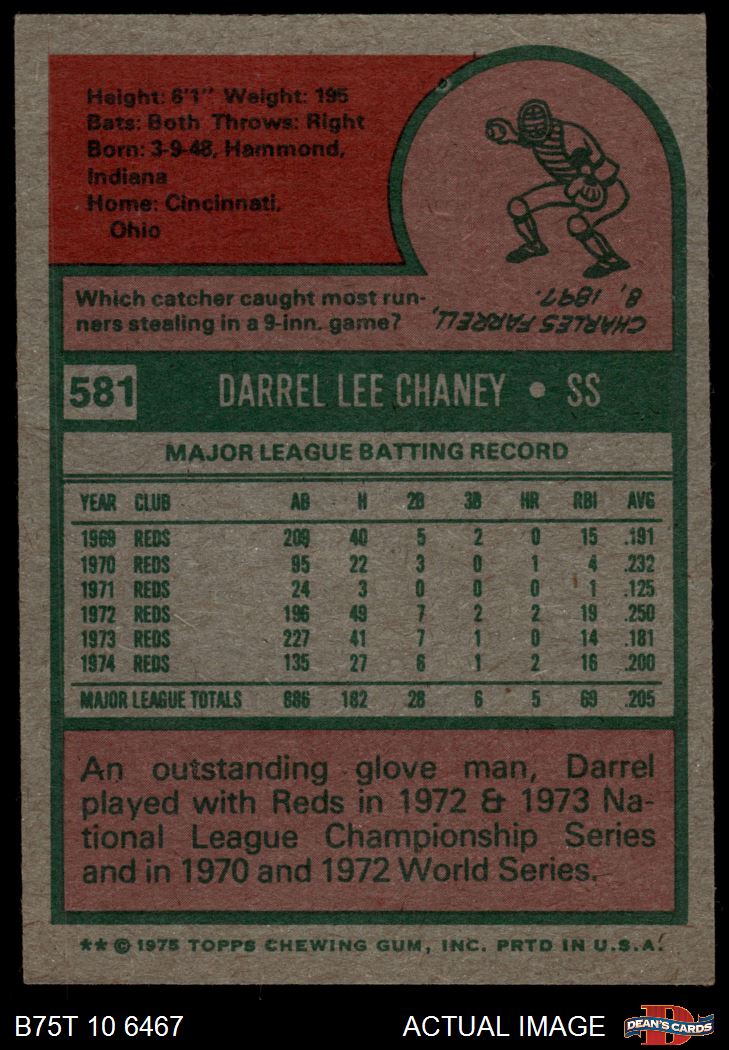 Height: 6'1" Weight: 195
Bats: Both Throws: Right
Born: 3-9-48, Hammond,
Indiana
Home: Cincinnati,
Ohio
Which catcher caught most run-
ners stealing in a 9-inn. game?
CHARLES FARRELL,
8, 1897.
581 DARREL LEE CHANEY • SS
MAJOR LEAGUE BATTING RECORD
YEAR CLUB AB H 2B 3B HR RBI AVG
1969 REDS 209 40 5 2 0 15 .191
1970 REDS 95 22 3 0 1 4 .232
1971 REDS 24 3 0 0 0 1 .125
1972 REDS 196 49 7 2 2 19 .250
1973 REDS 227 41 7 1 0 14 .181
1974 REDS 135 27 6 1 2 16 .200
MAJOR LEAGUE TOTALS 886 182 28 6 5 69 .205
An outstanding glove man, Darrel
played with Reds in 1972 & 1973 Na-
tional League Championship Series
and in 1970 and 1972 World Series.
** © 1975 TOPPS CHEWING GUM, INC. PRTD IN U.S.A.
B75T 10 6467 ACTUAL IMAGE DEAN'S CARDS